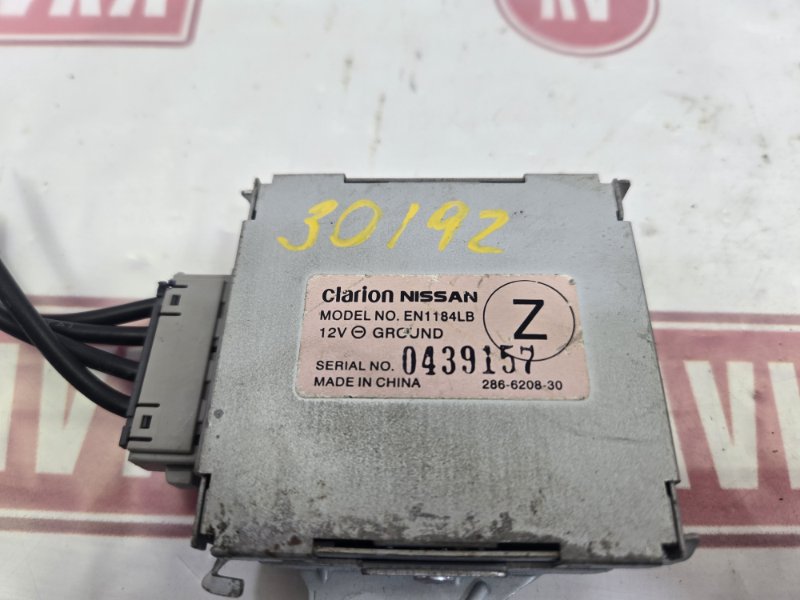 30192
clarion NISSAN
MODEL NO. EN1184LB
12V ⊖ GROUND
Z
SERIAL NO. 0439157
MADE IN CHINA
286-6208-30